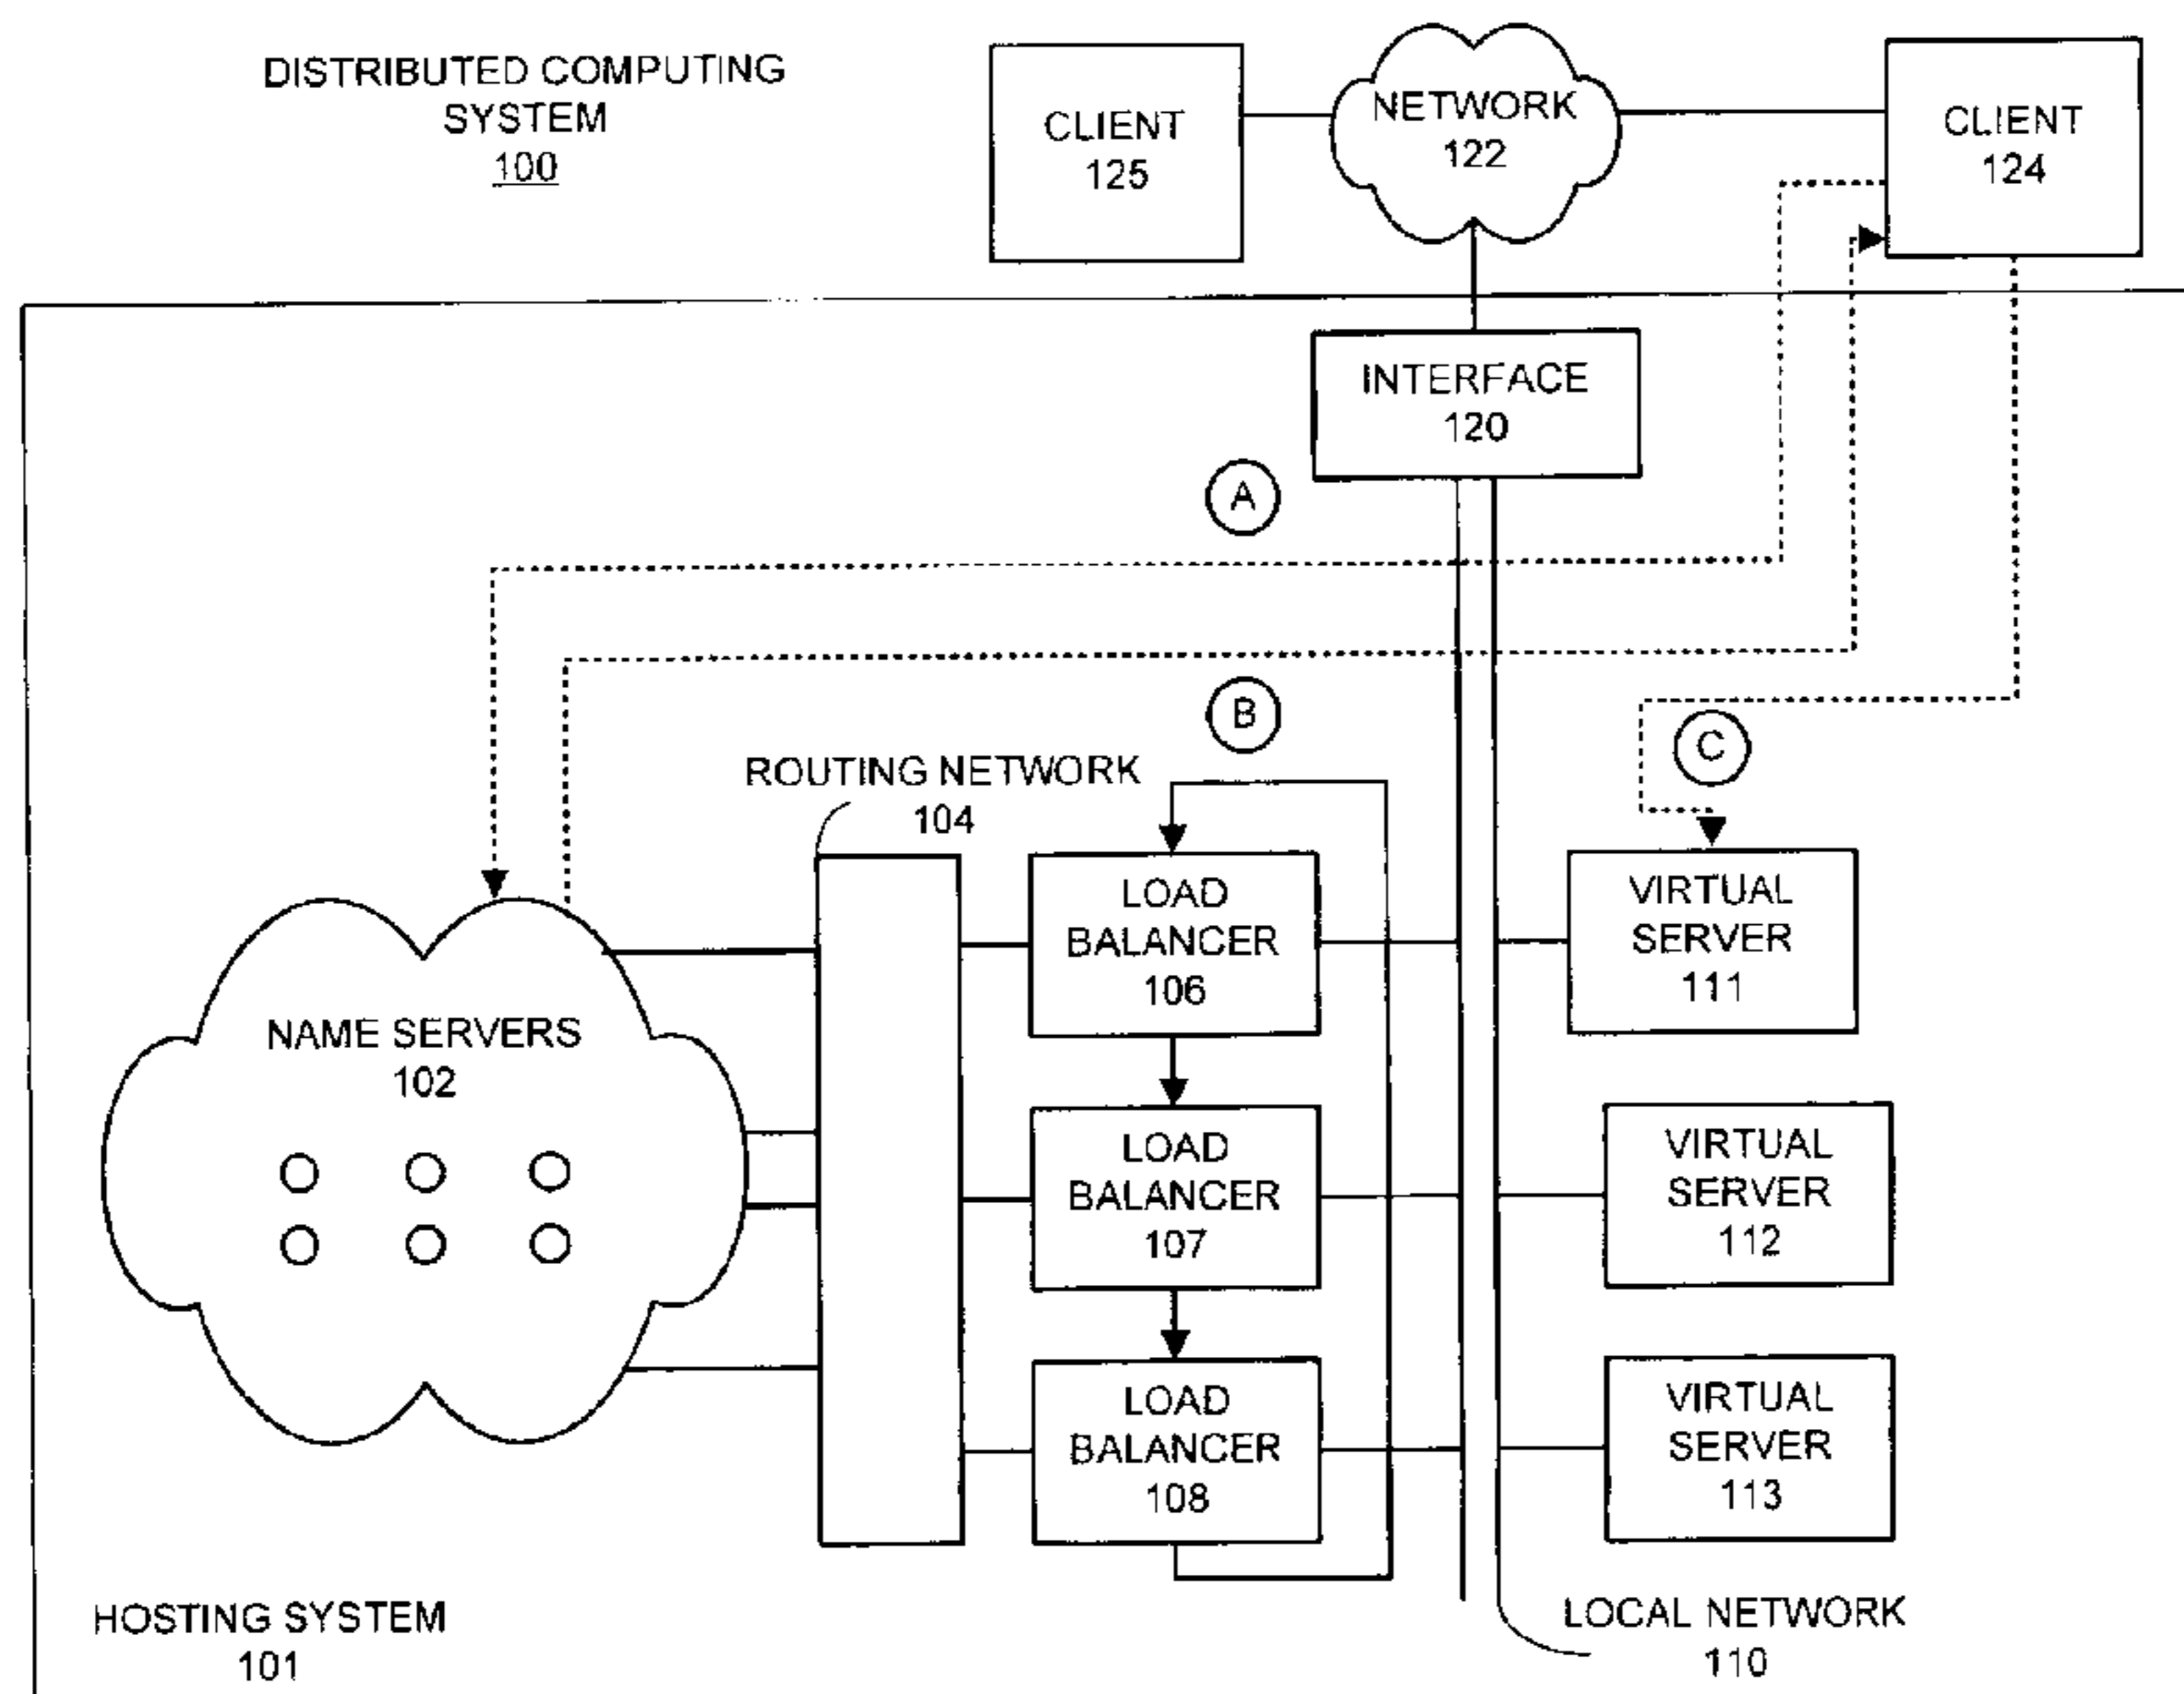 DISTRIBUTED COMPUTING
SYSTEM
100
CLIENT
125
NETWORK
122
CLIENT
124
INTERFACE
120
A
B
C
ROUTING NETWORK
104
LOAD
BALANCER
106
VIRTUAL
SERVER
111
NAME SERVERS
102
LOAD
BALANCER
107
VIRTUAL
SERVER
112
LOAD
BALANCER
108
VIRTUAL
SERVER
113
HOSTING SYSTEM
101
LOCAL NETWORK
110